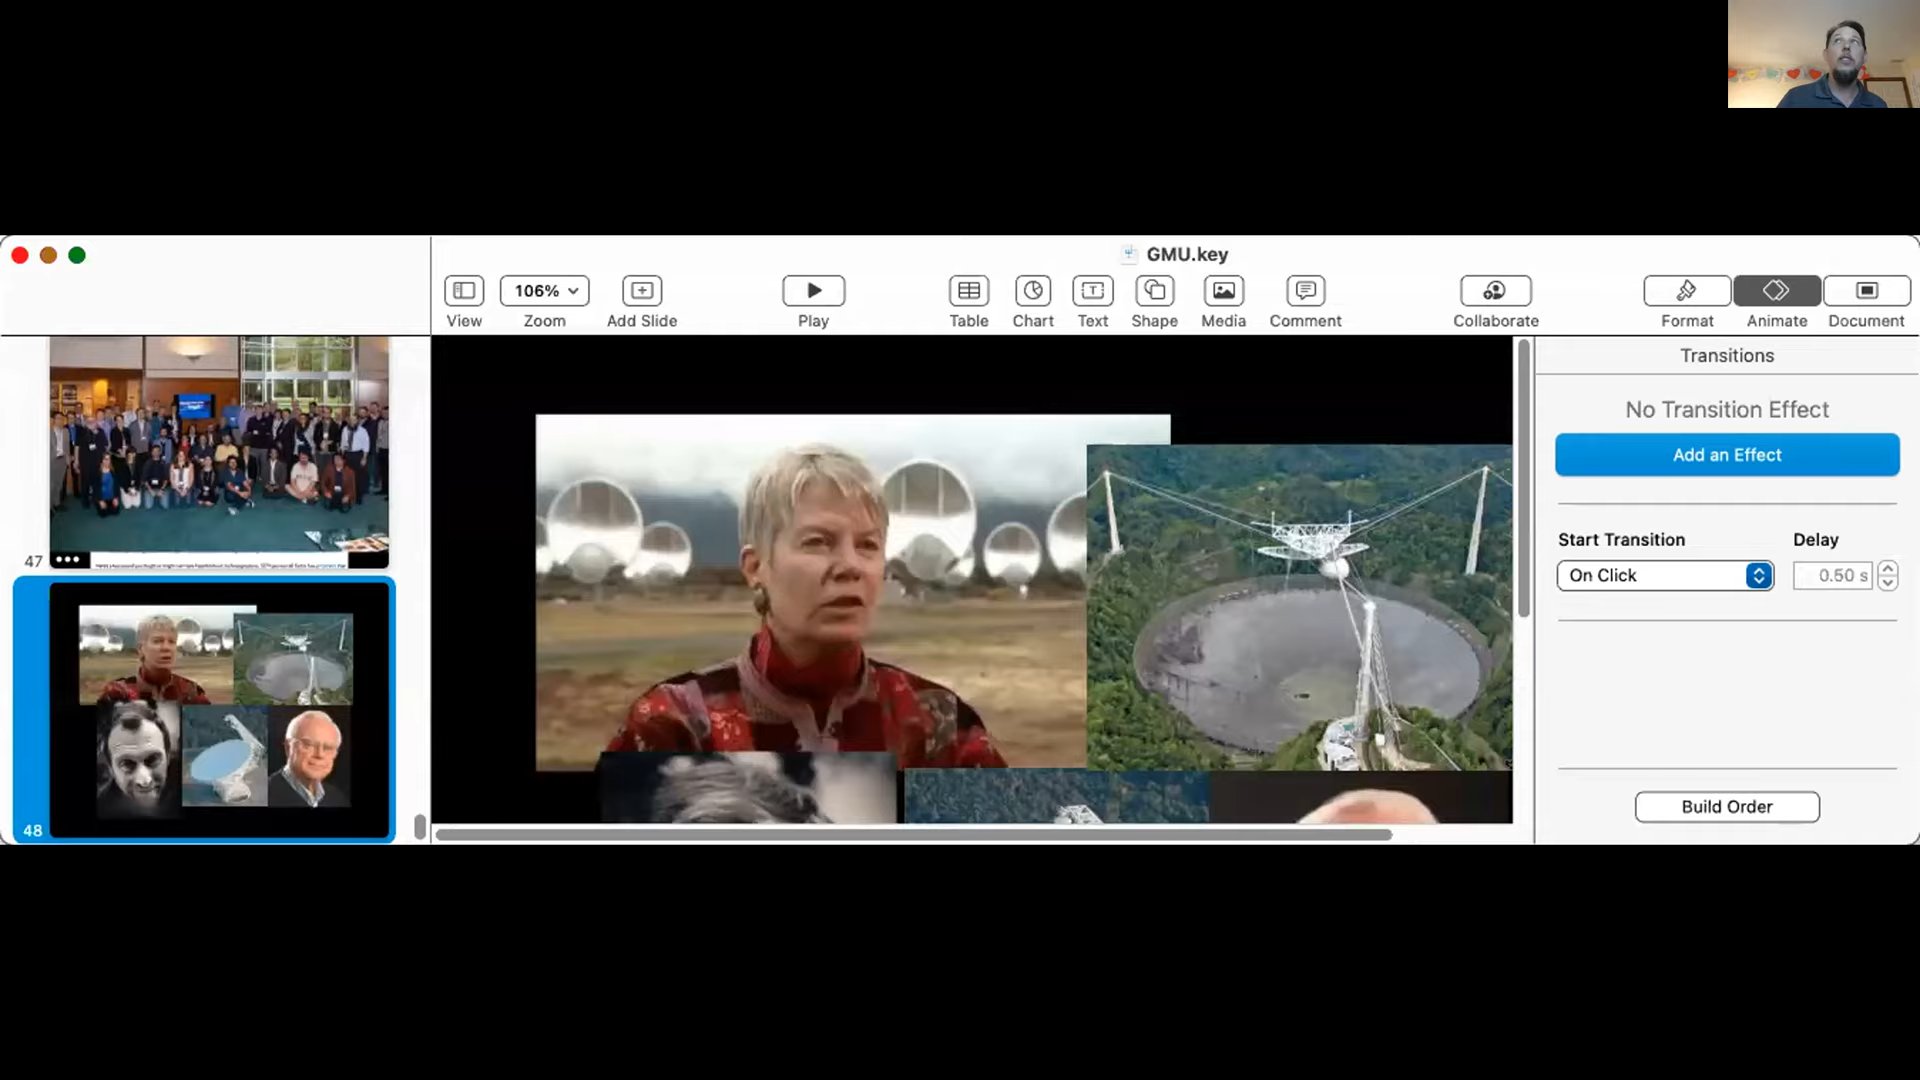 GMU.key
106%
View
Zoom
Add Slide
Play
Table
Chart
Text
Shape
Media
Comment
Collaborate
Format
Animate
Document
Transitions
No Transition Effect
Add an Effect
Start Transition
Delay
On Click
0.50 s
Build Order
47
48